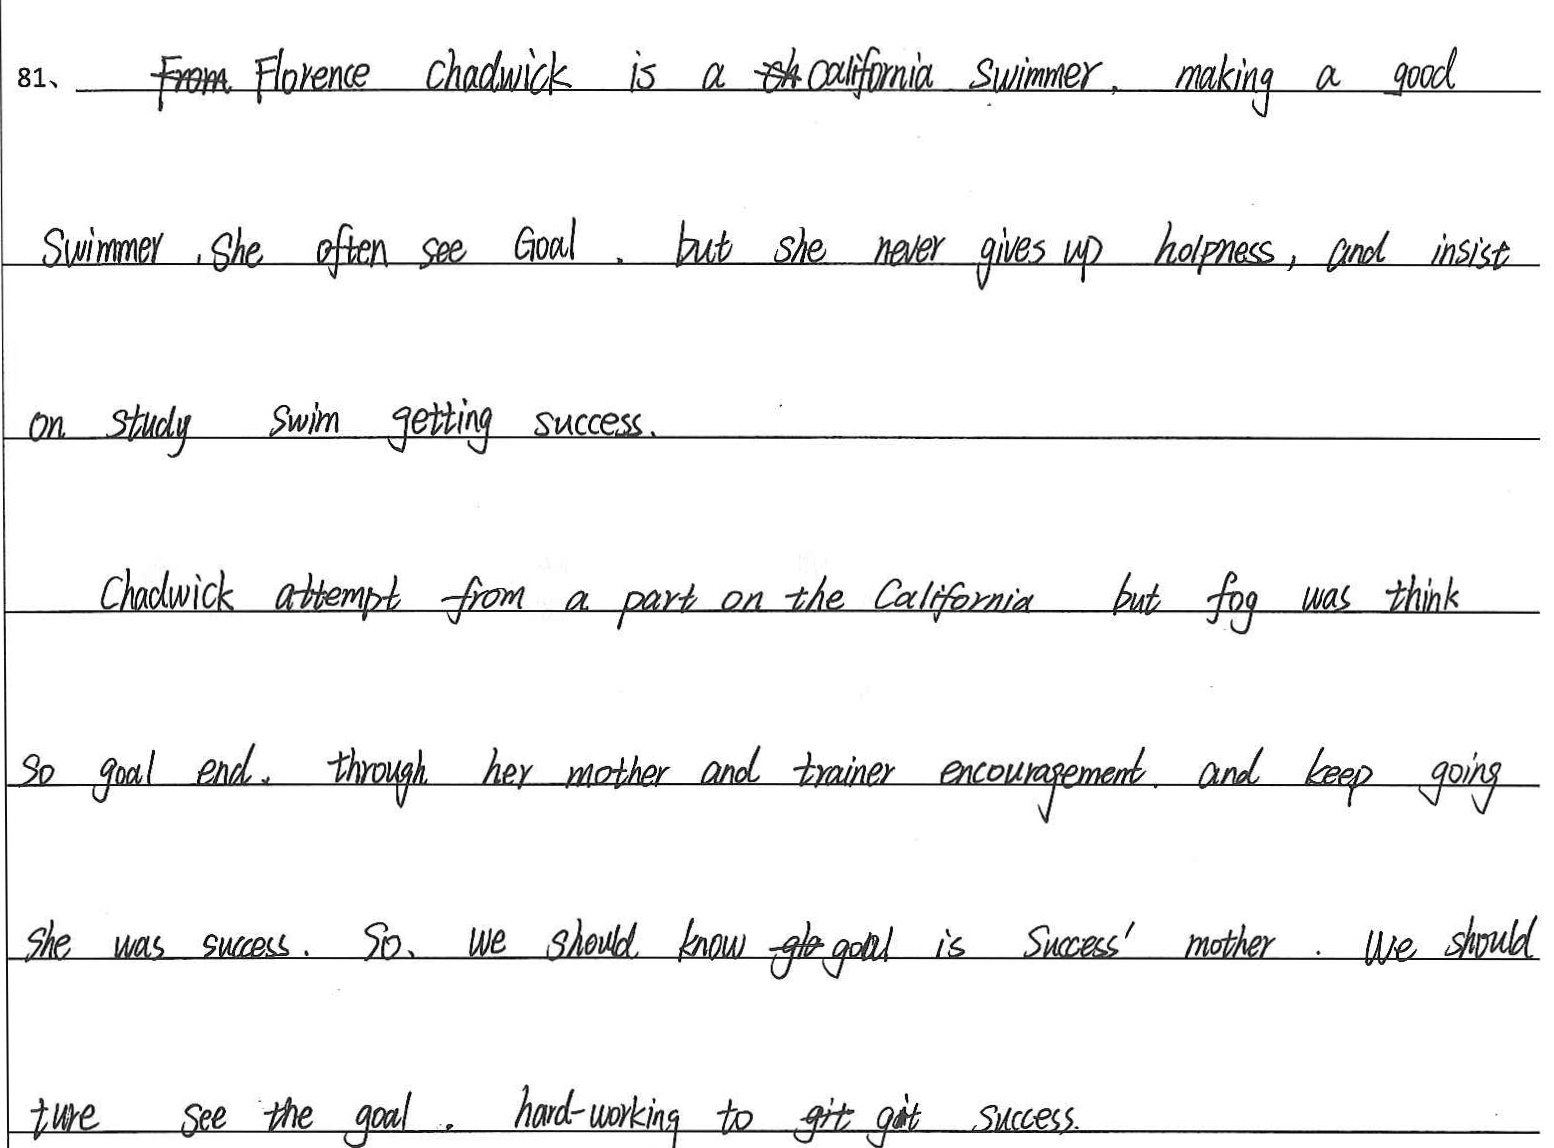 81、 From Florence Chadwick is a ch California Swimmer, making a good
Swimmer, She often see Goal, but she never gives up holpness, and insist
on study swim getting success.
Chadwick attempt from a part on the California but fog was think
so goal end. through her mother and trainer encouragement. and keep going
she was success. So, we should know glo goal is Success' mother. We should
ture see the goal. hard-working to git success.